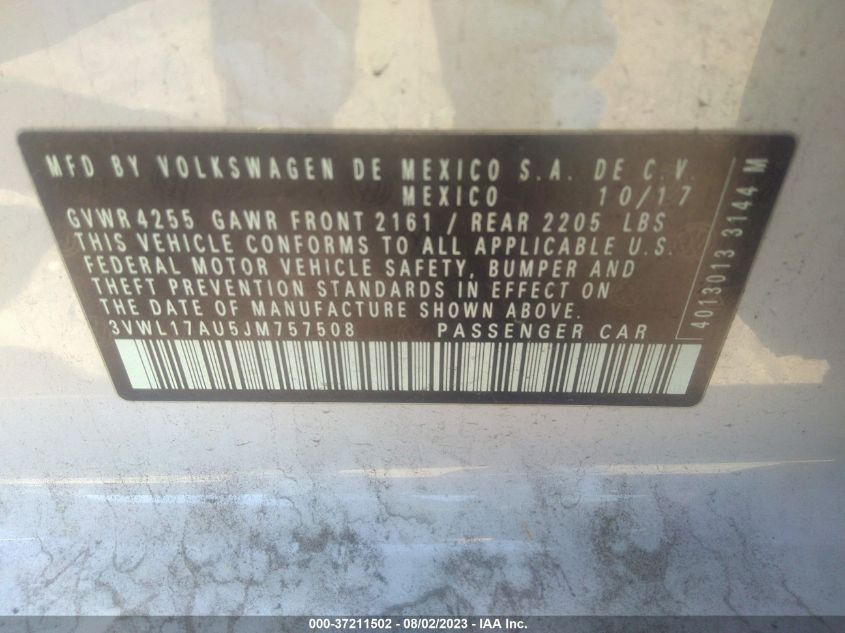 MFD BY VOLKSWAGEN DE MEXICO S.A. DE C.V.
MEXICO 10/17
GVWR 4255 GAWR FRONT 2161 / REAR 2205 LBS
THIS VEHICLE CONFORMS TO ALL APPLICABLE U.S.
FEDERAL MOTOR VEHICLE SAFETY, BUMPER AND
THEFT PREVENTION STANDARDS IN EFFECT ON
THE DATE OF MANUFACTURE SHOWN ABOVE.
3VWL17AU5JM757508 PASSENGER CAR
4013013 3144 M
000-37211502 - 08/02/2023 - IAA Inc.